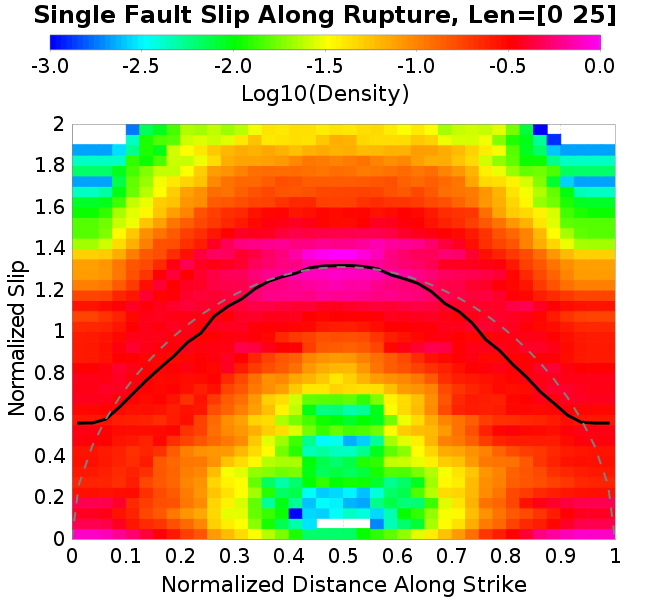 Single Fault Slip Along Rupture, Len=[0 25]
-3.0 -2.5 -2.0 -1.5 -1.0 -0.5 0.0
Log10(Density)
2
1.8
1.6
1.4
1.2
1
0.8
0.6
0.4
0.2
0
Normalized Slip
0 0.1 0.2 0.3 0.4 0.5 0.6 0.7 0.8 0.9 1
Normalized Distance Along Strike